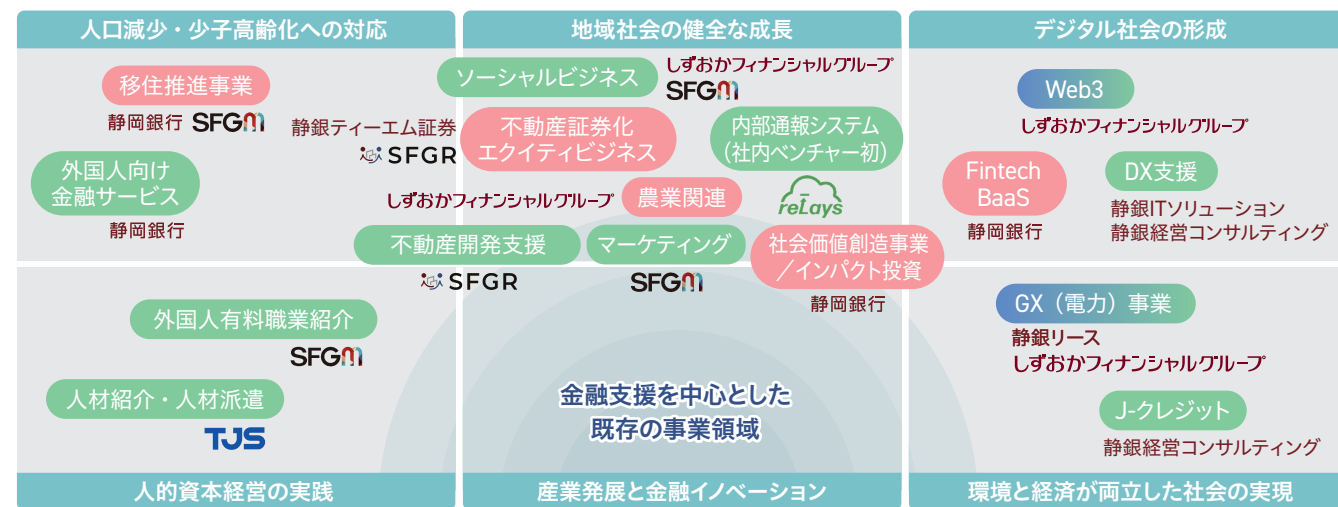 人口減少・少子高齢化への対応
移住推進事業
静岡銀行 SFGM
静銀ティーエム証券
SFGR
外国人向け
金融サービス
静岡銀行
地域社会の健全な成長
ソーシャルビジネス
しずおかフィナンシャルグループ
SFGM
不動産証券化
エクイティビジネス
内部通報システム
(社内ベンチャー初)
reLays
しずおかフィナンシャルグループ
農業関連
不動産開発支援
SFGR
マーケティング
SFGM
社会価値創造事業
/インパクト投資
静岡銀行
デジタル社会の形成
Web3
しずおかフィナンシャルグループ
Fintech
BaaS
静岡銀行
DX支援
静銀ITソリューション
静銀経営コンサルティング
外国人有料職業紹介
SFGM
人材紹介・人材派遣
TJS
人的資本経営の実践
金融支援を中心とした
既存の事業領域
産業発展と金融イノベーション
GX(電力)事業
静銀リース
しずおかフィナンシャルグループ
J-クレジット
静銀経営コンサルティング
環境と経済が両立した社会の実現